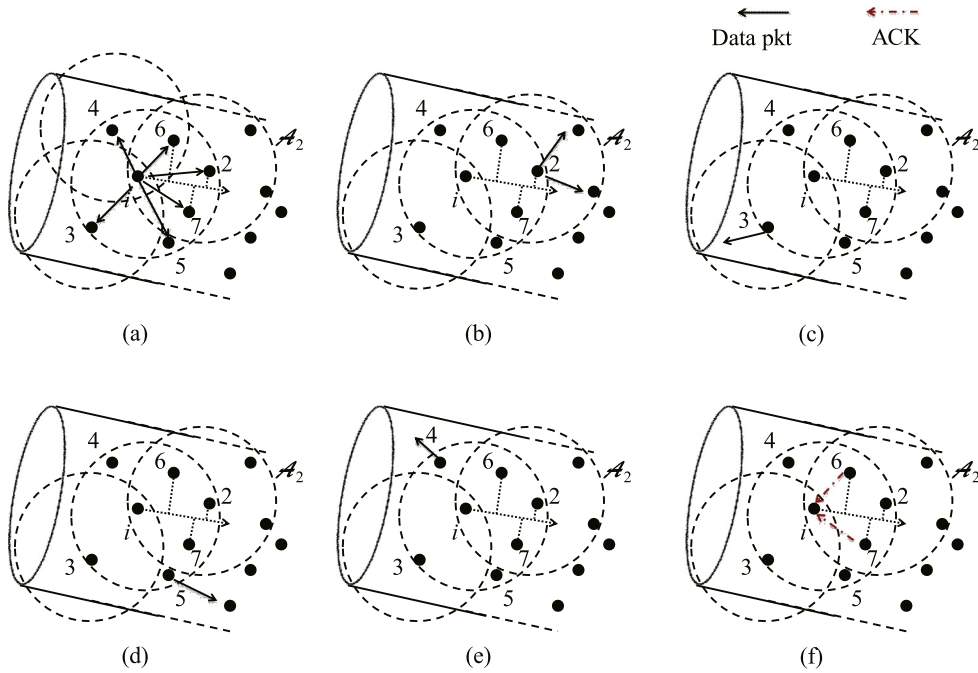 Data pkt ACK
4 6 2 𝒜₂ i 3 7 5
6 2 𝒜₂ i 3 7 5
4 6 2 𝒜₂ i 3 7 5
(a) (b) (c)
4 6 2 𝒜₂ i 3 7 5
4 6 2 𝒜₂ i 3 7 5
4 6 2 𝒜₂ i 3 7 5
(d) (e) (f)